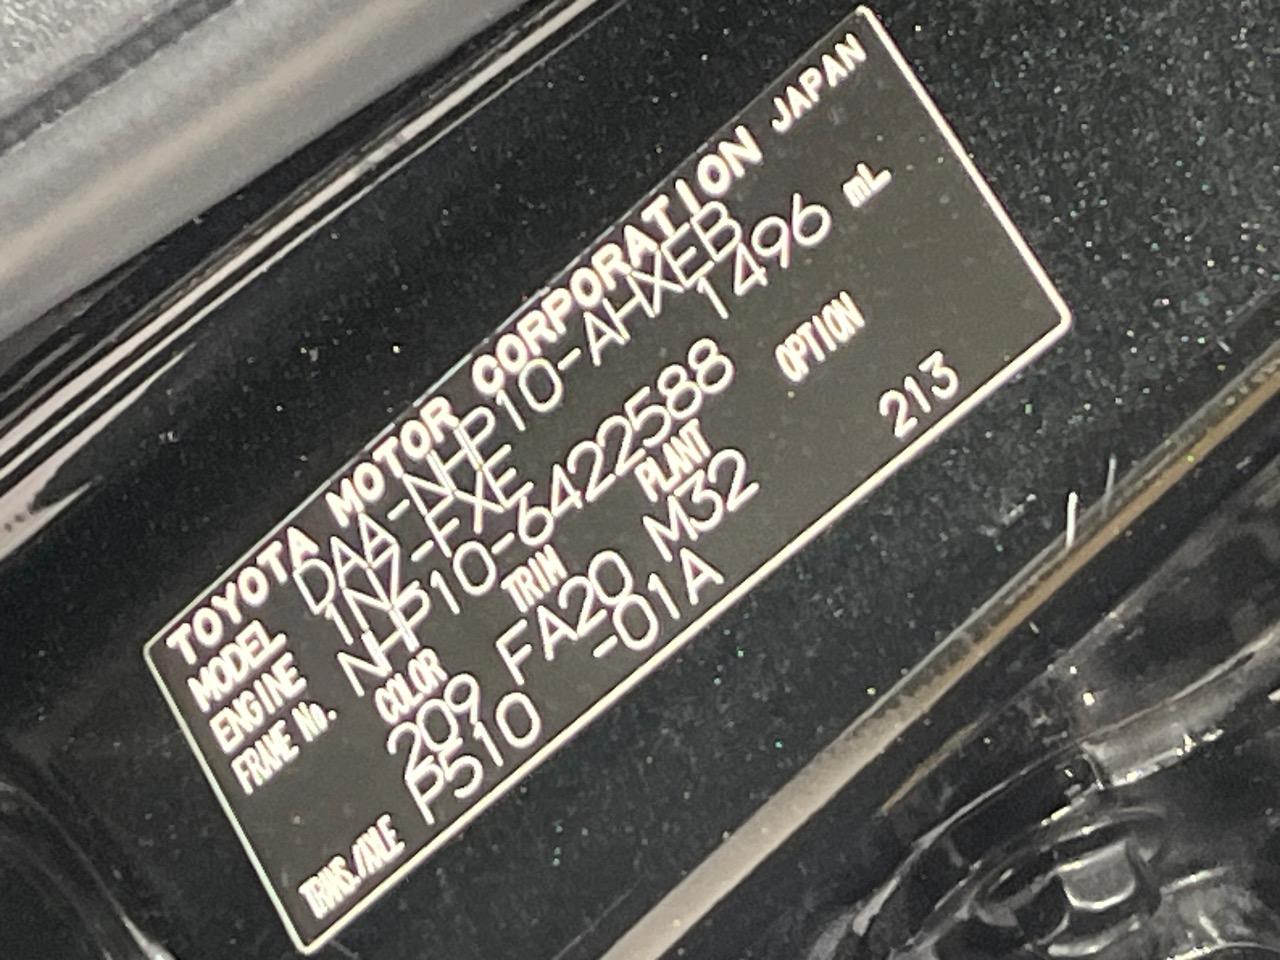 TOYOTA MOTOR CORPORATION JAPAN
MODEL DAA-NHP10-AHXEB
ENGINE 1NZ-FXE 1496 mL
FRAME No. NHP10-6422588
COLOR TRIM PLANT OPTION
209 FA20 M32 213
TRANS./AXLE P510 -01A